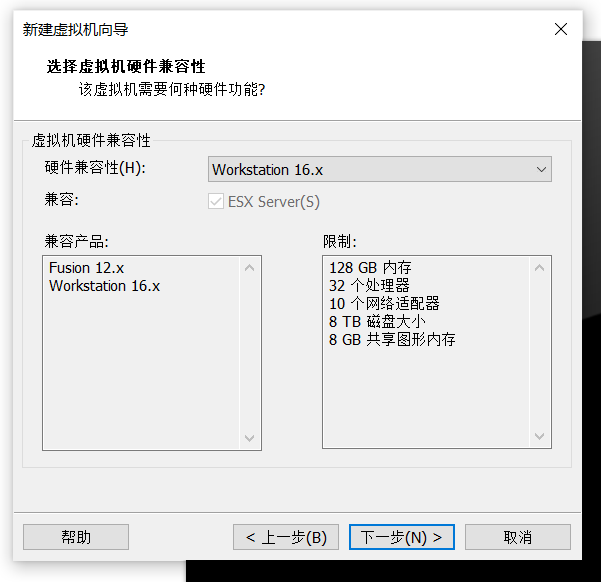 新建虚拟机向导
选择虚拟机硬件兼容性
该虚拟机需要何种硬件功能?
虚拟机硬件兼容性
硬件兼容性(H):
Workstation 16.x
兼容:
ESX Server(S)
兼容产品:
Fusion 12.x
Workstation 16.x
限制:
128 GB 内存
32 个处理器
10 个网络适配器
8 TB 磁盘大小
8 GB 共享图形内存
帮助
< 上一步(B)
下一步(N) >
取消